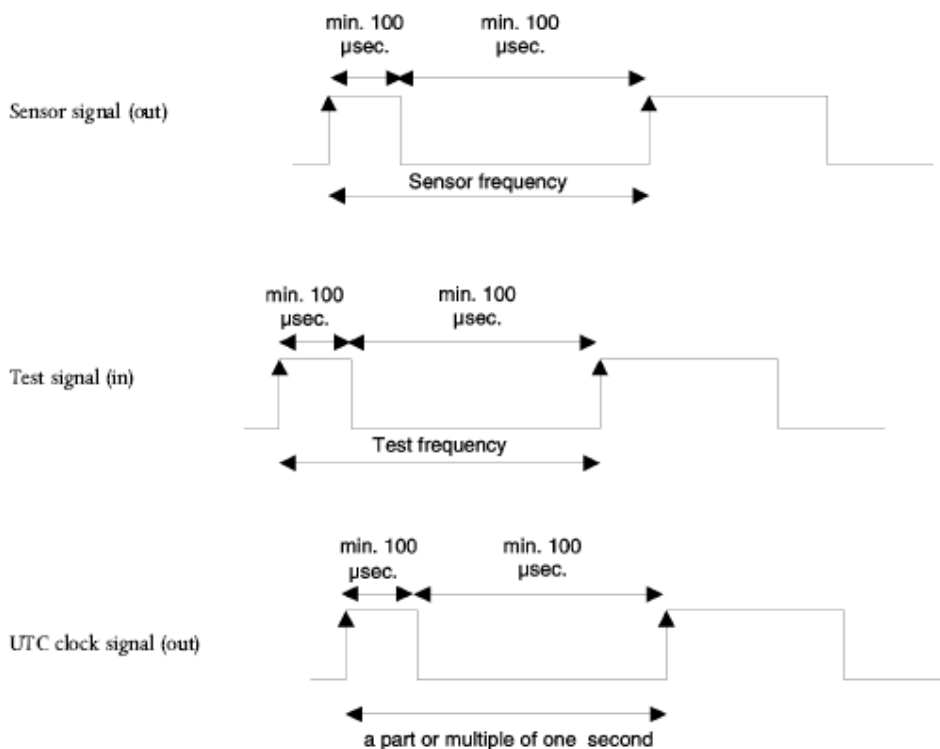 min. 100
µsec.
min. 100
µsec.
Sensor signal (out)
Sensor frequency
min. 100
µsec.
min. 100
µsec.
Test signal (in)
Test frequency
min. 100
µsec.
min. 100
µsec.
UTC clock signal (out)
a part or multiple of one second